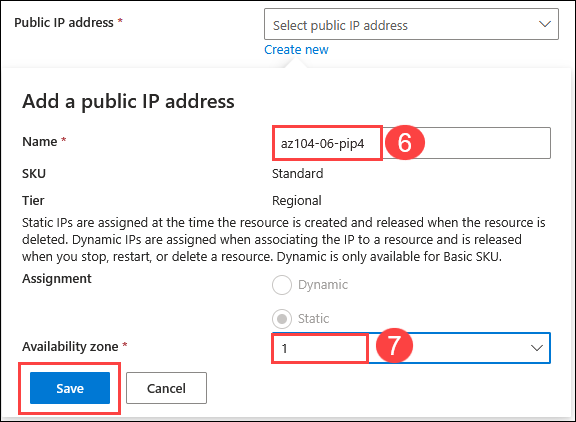 Public IP address *
Select public IP address
Create new
Add a public IP address
Name *
az104-06-pip4
6
SKU
Standard
Tier
Regional
Static IPs are assigned at the time the resource is created and released when the resource is
deleted. Dynamic IPs are assigned when associating the IP to a resource and is released
when you stop, restart, or delete a resource. Dynamic is only available for Basic SKU.
Assignment
Dynamic
Static
Availability zone *
1
7
Save
Cancel